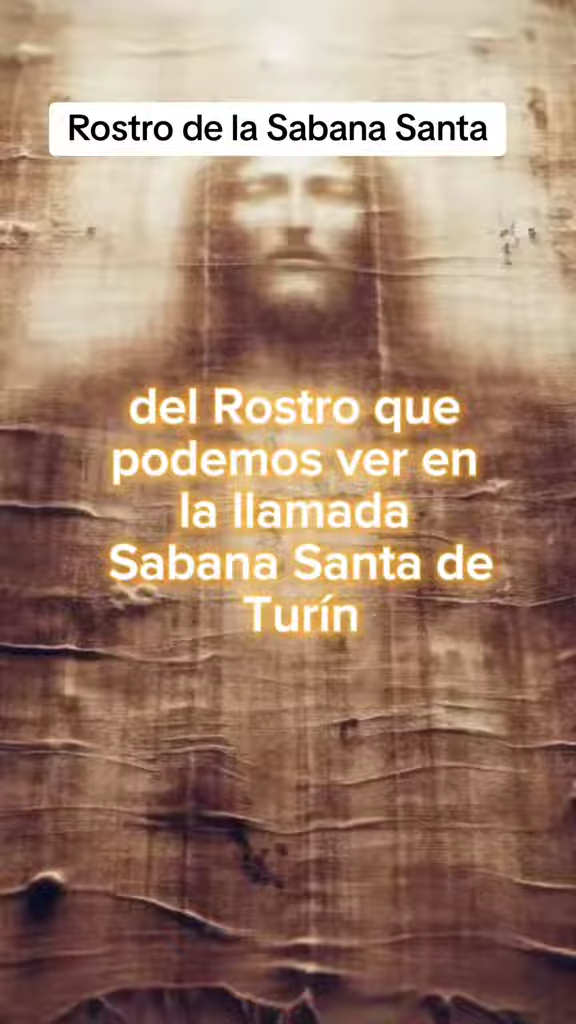 Rostro de la Sabana Santa
del Rostro que
podemos ver en
la llamada
Sabana Santa de
Turín